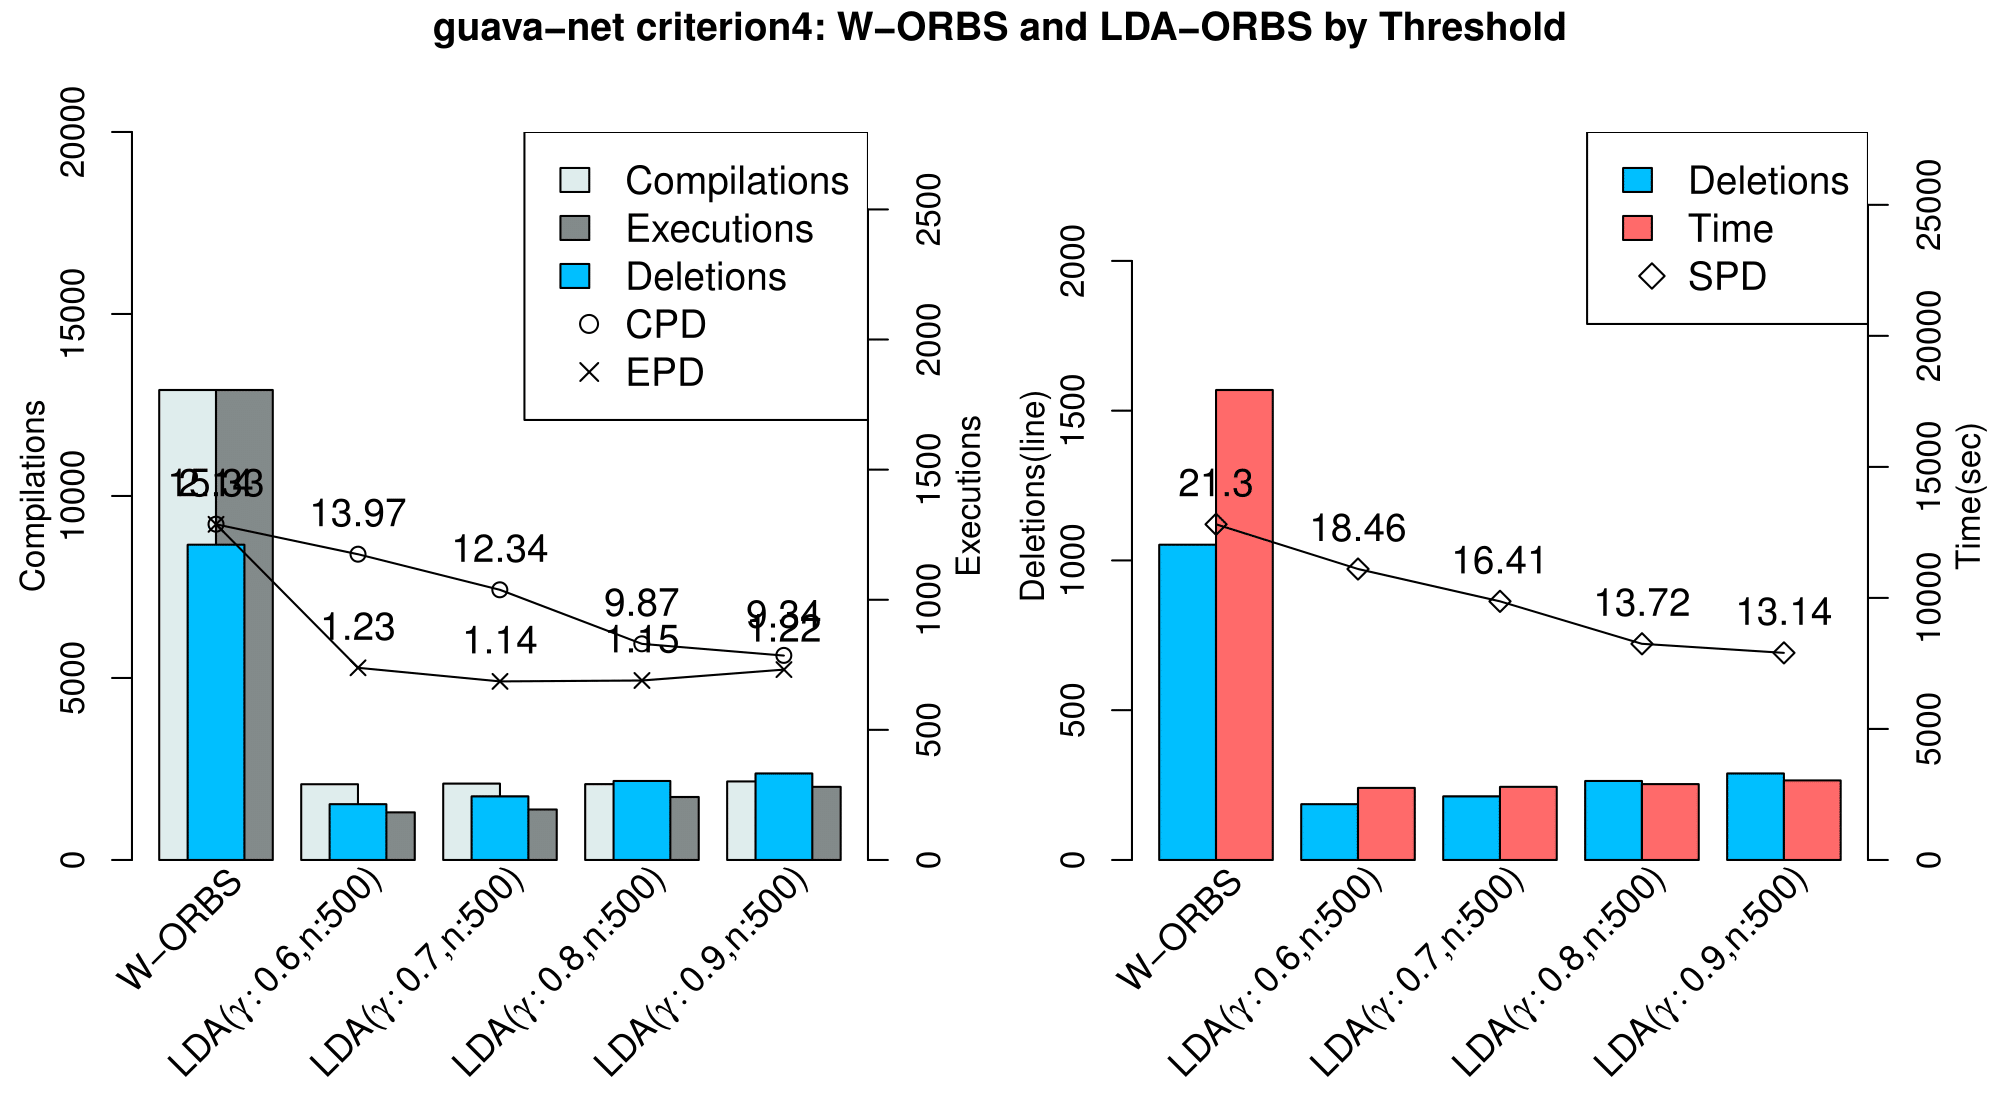 guava−net criterion4: W−ORBS and LDA−ORBS by Threshold
Compilations
0
5000
10000
15000
20000
Compilations
Executions
Deletions
CPD
EPD
13.97
12.34
9.87
9.34
1.23
1.14
1.15
1.22
Executions
0
500
1000
1500
2000
2500
W−ORBS
LDA(γ: 0.6,n:500)
LDA(γ: 0.7,n:500)
LDA(γ: 0.8,n:500)
LDA(γ: 0.9,n:500)
Deletions(line)
0
500
1000
1500
2000
Deletions
Time
SPD
21.3
18.46
16.41
13.72
13.14
Time(sec)
0
5000
10000
15000
20000
25000
W−ORBS
LDA(γ: 0.6,n:500)
LDA(γ: 0.7,n:500)
LDA(γ: 0.8,n:500)
LDA(γ: 0.9,n:500)